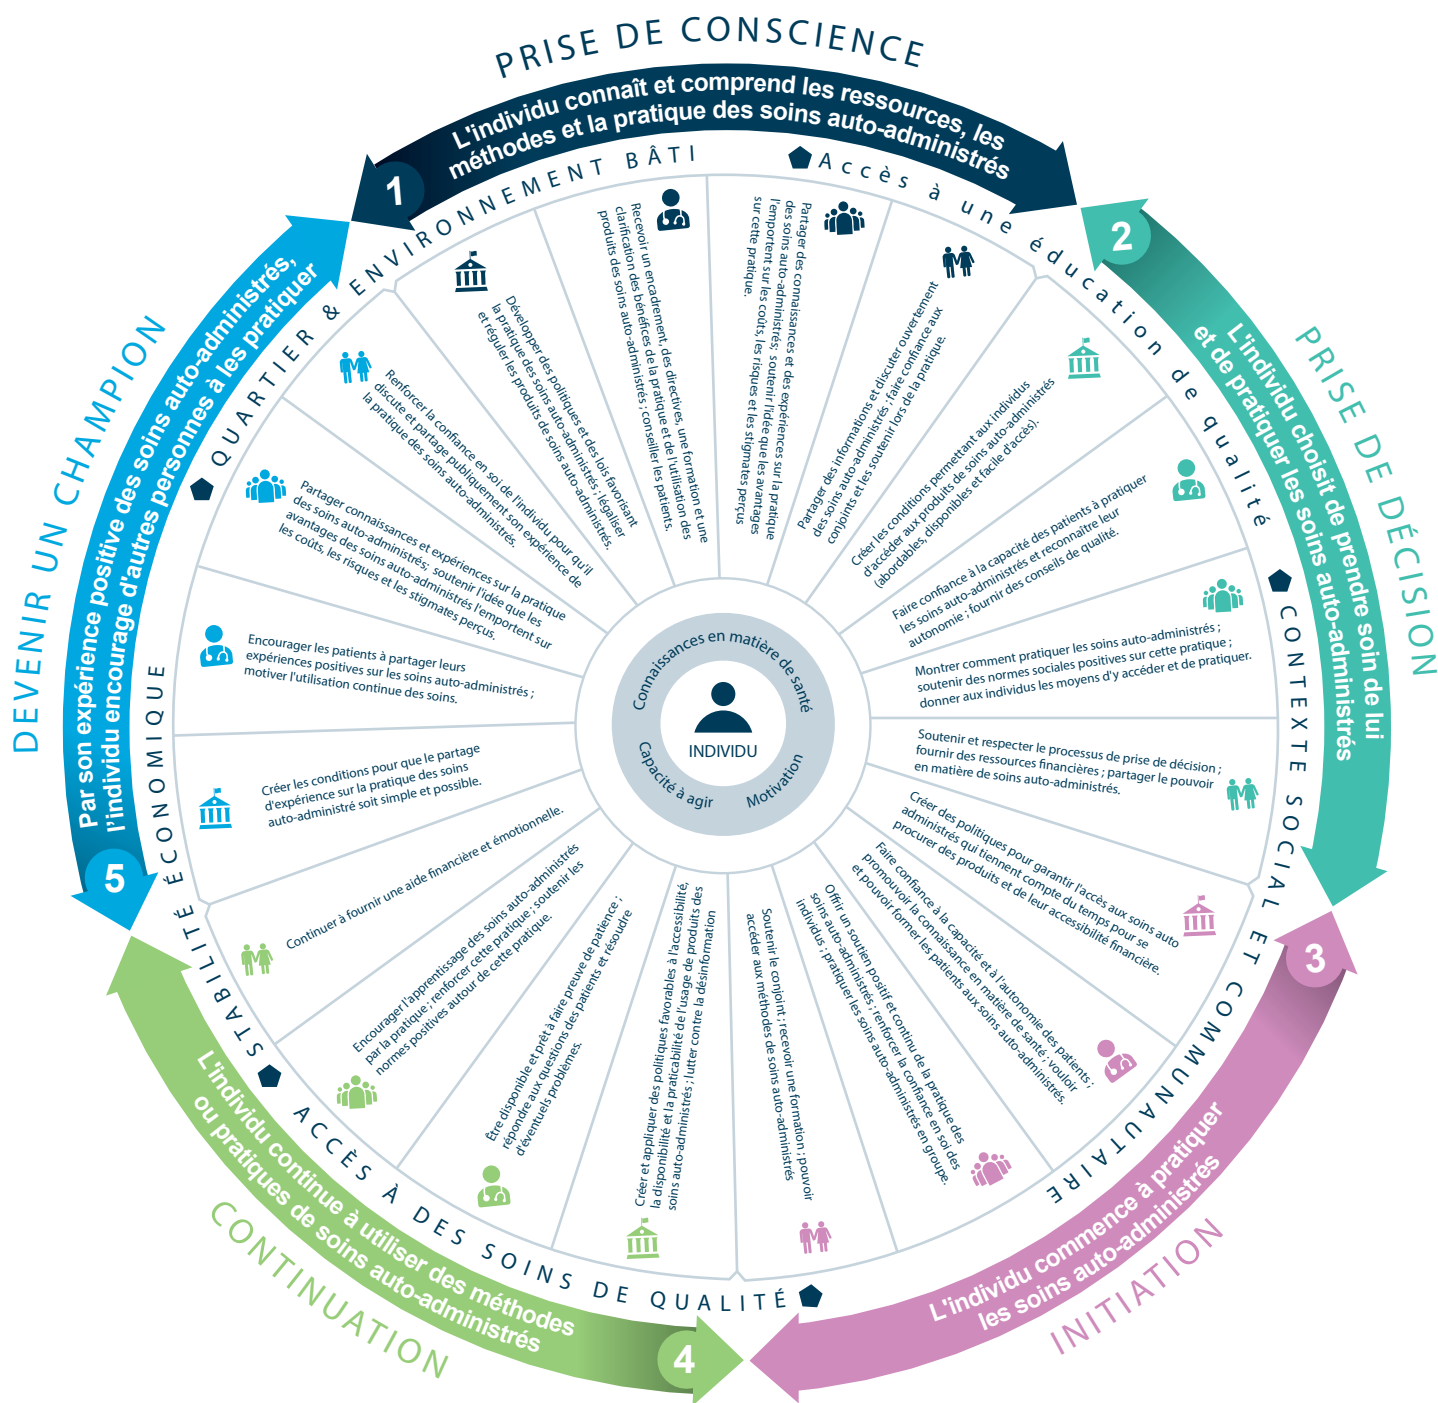 PRISE DE CONSCIENCE
1
L'individu connaît et comprend les ressources, les
méthodes et la pratique des soins auto-administrés
PRISE DE DÉCISION
2
L'individu choisit de prendre soin de lui
et de pratiquer les soins auto-administrés
INITIATION
3
L'individu commence à pratiquer
les soins auto-administrés
CONTINUATION
4
L'individu continue à utiliser des méthodes
ou pratiques de soins auto-administrés
DEVENIR UN CHAMPION
5
Par son expérience positive des soins auto-administrés,
l'individu encourage d'autres personnes à les pratiquer
QUARTIER & ENVIRONNEMENT BÂTI
Accès à une éducation de qualité
CONTEXTE SOCIAL ET COMMUNAUTAIRE
ACCÈS À DES SOINS DE QUALITÉ
STABILITÉ ÉCONOMIQUE
Développer des politiques et des lois favorisant
la pratique des soins auto-administrés ; légaliser
et réguler les produits de soins auto-administrés.
Recevoir un encadrement, des directives, une formation et une
clarification des bénéfices de la pratique et de l'utilisation des
produits des soins auto-administrés ; conseiller les patients.
Partager des connaissances et des expériences sur la pratique
des soins auto-administrés; soutenir l'idée que les avantages
l'emportent sur les coûts, les risques et les stigmates perçus
sur cette pratique.
Partager des informations et discuter ouvertement
des soins auto-administrés ; faire confiance aux
conjoints et les soutenir lors de la pratique.
Créer les conditions permettant aux individus
d'accéder aux produits de soins auto-administrés
(abordables, disponibles et facile d'accès).
Faire confiance à la capacité des patients à pratiquer
les soins auto-administrés et reconnaître leur
autonomie ; fournir des conseils de qualité.
Montrer comment pratiquer les soins auto-administrés ;
soutenir des normes sociales positives sur cette pratique ;
donner aux individus les moyens d'y accéder et de pratiquer.
Soutenir et respecter le processus de prise de décision ;
fournir des ressources financières ; partager le pouvoir
en matière de soins auto-administrés.
Créer des politiques pour garantir l'accès aux soins auto
administrés qui tiennent compte du temps pour se
procurer des produits et de leur accessibilité financière.
Faire confiance à la capacité et à l'autonomie des patients ;
promouvoir la connaissance en matière de santé ; vouloir
et pouvoir former les patients aux soins auto-administrés.
Offrir un soutien positif et continu de la pratique des
soins auto-administrés ; renforcer la confiance en soi des
individus ; pratiquer les soins auto-administrés en groupe.
Soutenir le conjoint ; recevoir une formation ; pouvoir
accéder aux méthodes de soins auto-administrés
Créer et appliquer des politiques favorables à l'accessibilité,
la disponibilité et la praticabilité de l'usage de produits des
soins auto-administrés ; lutter contre la désinformation
Être disponible et prêt à faire preuve de patience ;
répondre aux questions des patients et résoudre
d'éventuels problèmes.
Encourager l'apprentissage des soins auto-administrés
par la pratique ; renforcer cette pratique ; soutenir les
normes positives autour de cette pratique.
Continuer à fournir une aide financière et émotionnelle.
Créer les conditions pour que le partage
d'expérience sur la pratique des soins
auto-administré soit simple et possible.
Encourager les patients à partager leurs
expériences positives sur les soins auto-administrés ;
motiver l'utilisation continue des soins.
Partager connaissances et expériences sur la pratique
des soins auto-administrés; soutenir l'idée que les
avantages des soins auto-administrés l'emportent sur
les coûts, les risques et les stigmates perçus.
Renforcer la confiance en soi de l'individu pour qu'il
discute et partage publiquement son expérience de
la pratique des soins auto-administrés.
Connaissances en matière de santé
Capacité à agir
Motivation
INDIVIDU